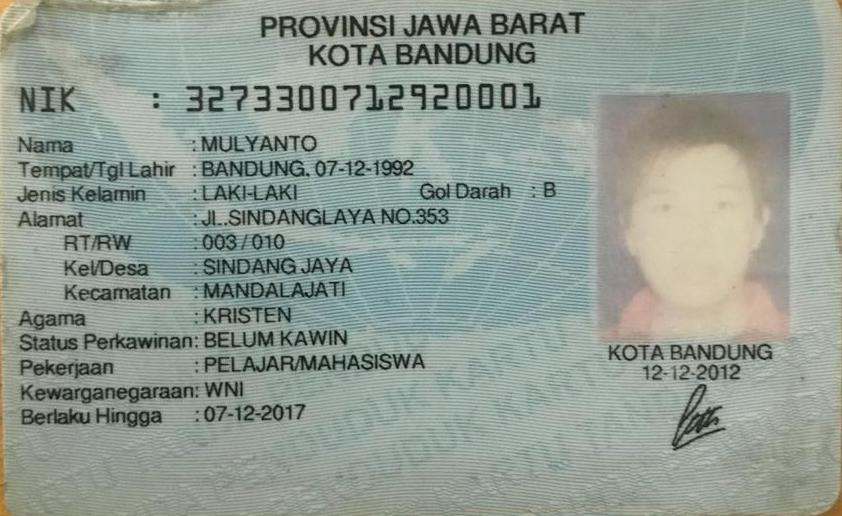 PROVINSI JAWA BARAT
KOTA BANDUNG
NIK : 3273300712920001
Nama : MULYANTO
Tempat/Tgl Lahir : BANDUNG, 07-12-1992
Jenis Kelamin : LAKI-LAKI Gol Darah : B
Alamat : JL..SINDANGLAYA NO.353
RT/RW : 003 / 010
Kel/Desa : SINDANG JAYA
Kecamatan : MANDALAJATI
Agama : KRISTEN
Status Perkawinan: BELUM KAWIN
Pekerjaan : PELAJAR/MAHASISWA
Kewarganegaraan: WNI
Berlaku Hingga : 07-12-2017
KOTA BANDUNG
12-12-2012